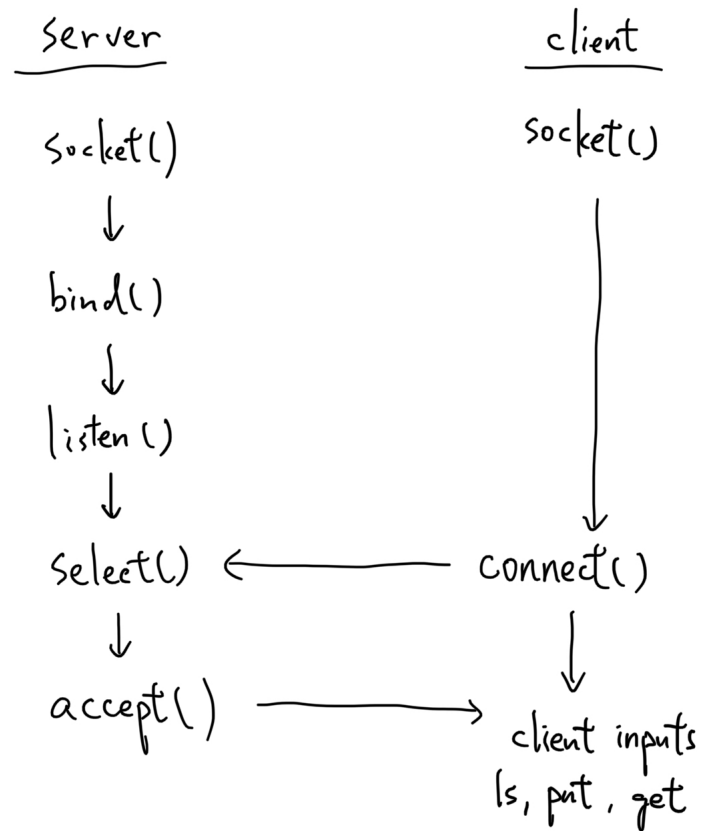 server
client
socket()
socket()
bind()
listen()
select()
connect()
accept()
client inputs
ls, put, get